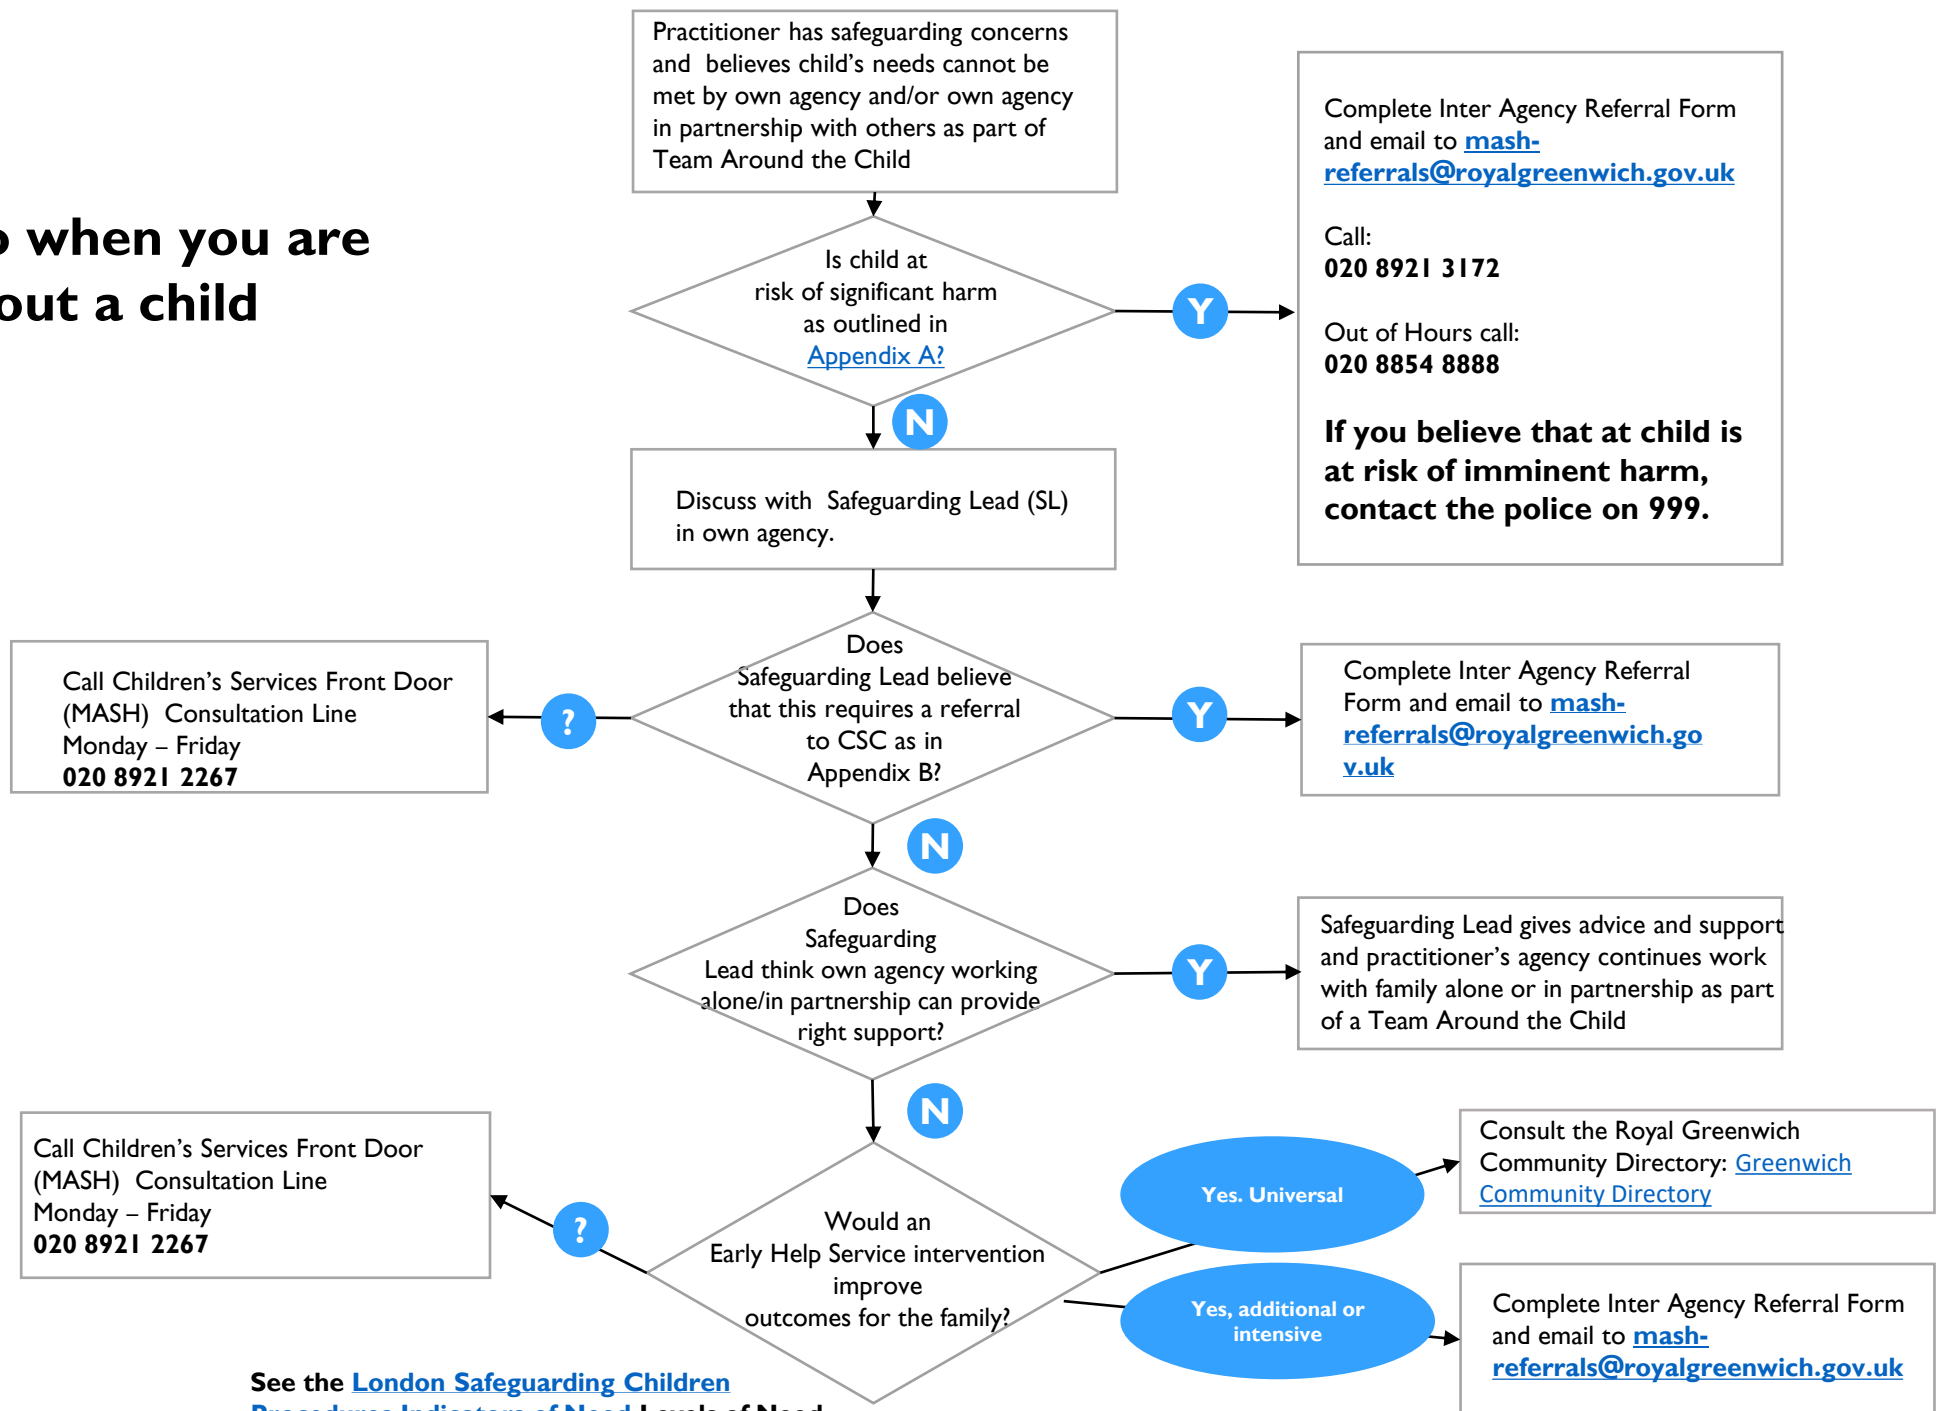 Practitioner has safeguarding concerns
and believes child's needs cannot be
met by own agency and/or own agency
in partnership with others as part of
Team Around the Child
o when you are
out a child
Is child at
risk of significant harm
as outlined in
Appendix A?
Y
Complete Inter Agency Referral Form
and email to mash-
referrals@royalgreenwich.gov.uk
Call:
020 8921 3172
Out of Hours call:
020 8854 8888
If you believe that at child is
at risk of imminent harm,
contact the police on 999.
N
Discuss with Safeguarding Lead (SL)
in own agency.
Does
Safeguarding Lead believe
that this requires a referral
to CSC as in
Appendix B?
?
Call Children's Services Front Door
(MASH) Consultation Line
Monday – Friday
020 8921 2267
Y
Complete Inter Agency Referral
Form and email to mash-
referrals@royalgreenwich.go
v.uk
N
Does
Safeguarding
Lead think own agency working
alone/in partnership can provide
right support?
Y
Safeguarding Lead gives advice and support
and practitioner's agency continues work
with family alone or in partnership as part
of a Team Around the Child
N
Would an
Early Help Service intervention
improve
outcomes for the family?
?
Call Children's Services Front Door
(MASH) Consultation Line
Monday – Friday
020 8921 2267
Yes. Universal
Consult the Royal Greenwich
Community Directory: Greenwich
Community Directory
Yes, additional or
intensive
Complete Inter Agency Referral Form
and email to mash-
referrals@royalgreenwich.gov.uk
See the London Safeguarding Children
Procedures Indicators of Need Levels of Need